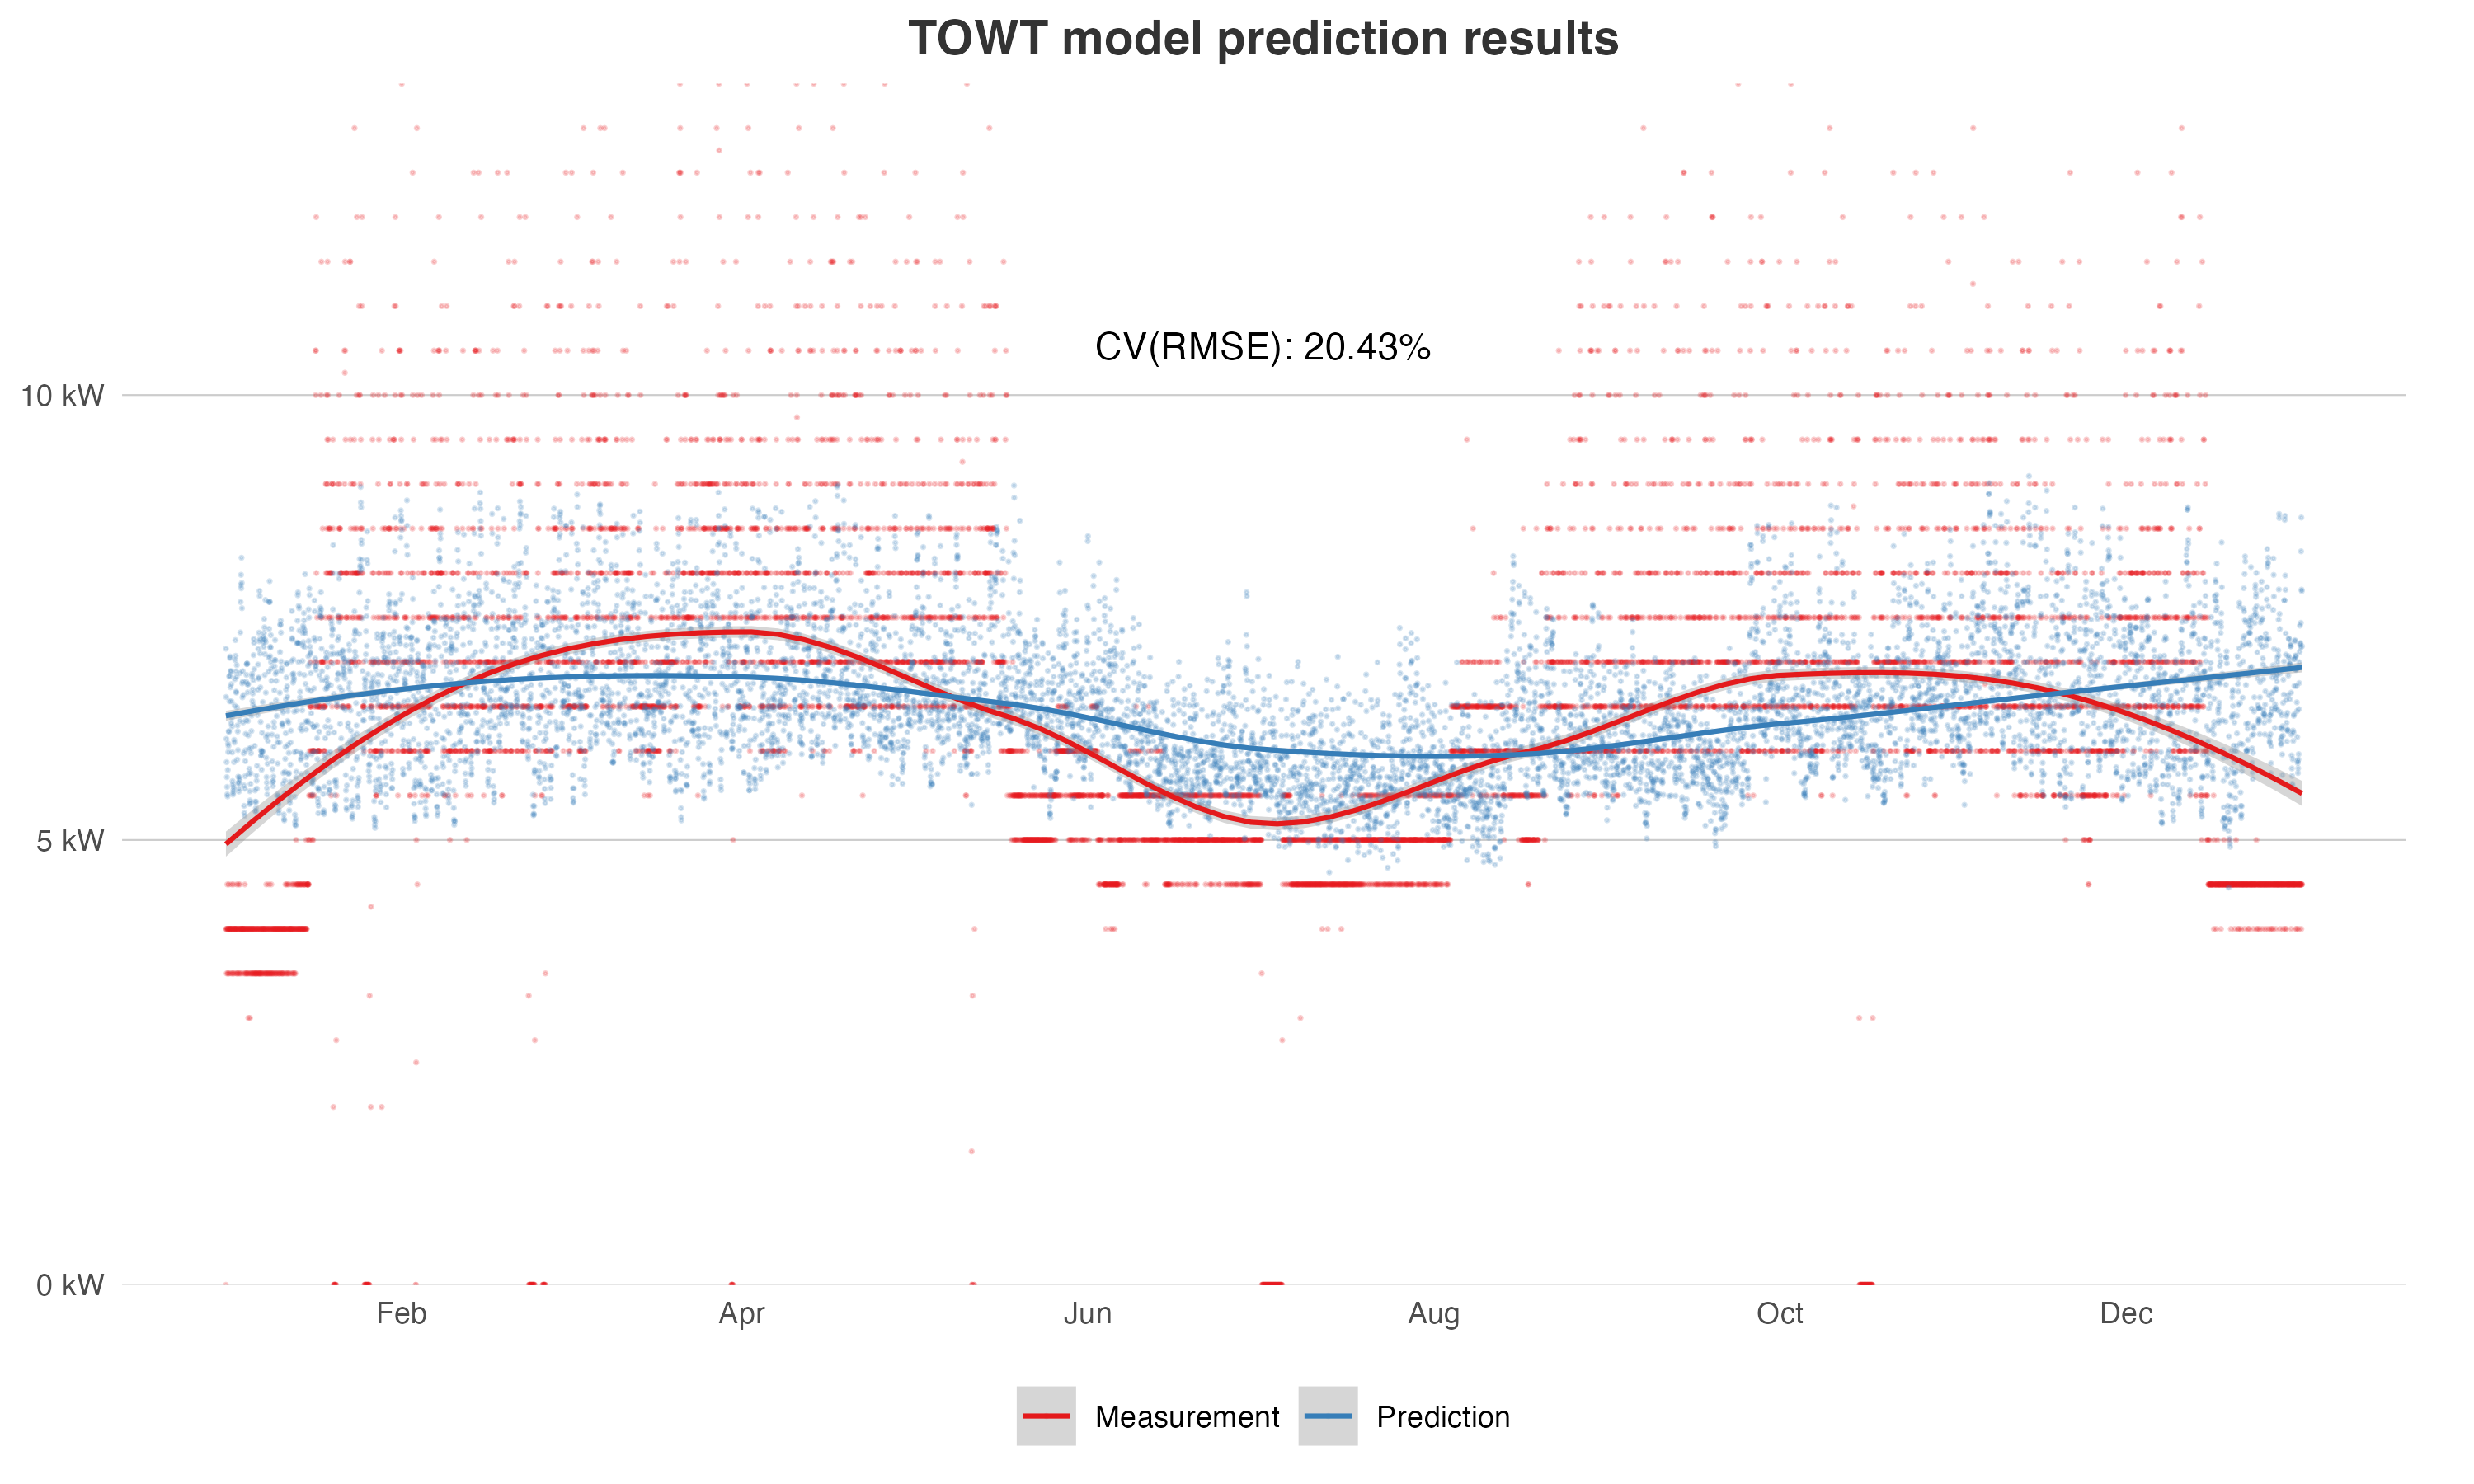 TOWT model prediction results
CV(RMSE): 20.43%
10 kW
5 kW
0 kW
Feb Apr Jun Aug Oct Dec
Measurement Prediction